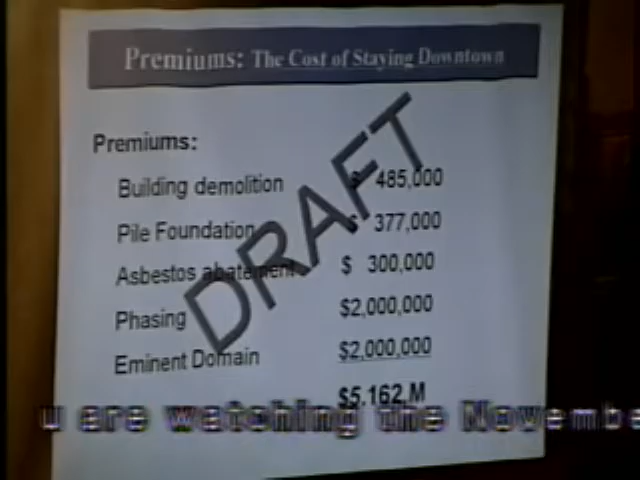 Premiums: The Cost of Staying Downtown
Premiums:
Building demolition $ 485,000
Pile Foundation $ 377,000
Asbestos abatement $ 300,000
Phasing $2,000,000
Eminent Domain $2,000,000
$5,162,M
DRAFT
u are watching the Novembe